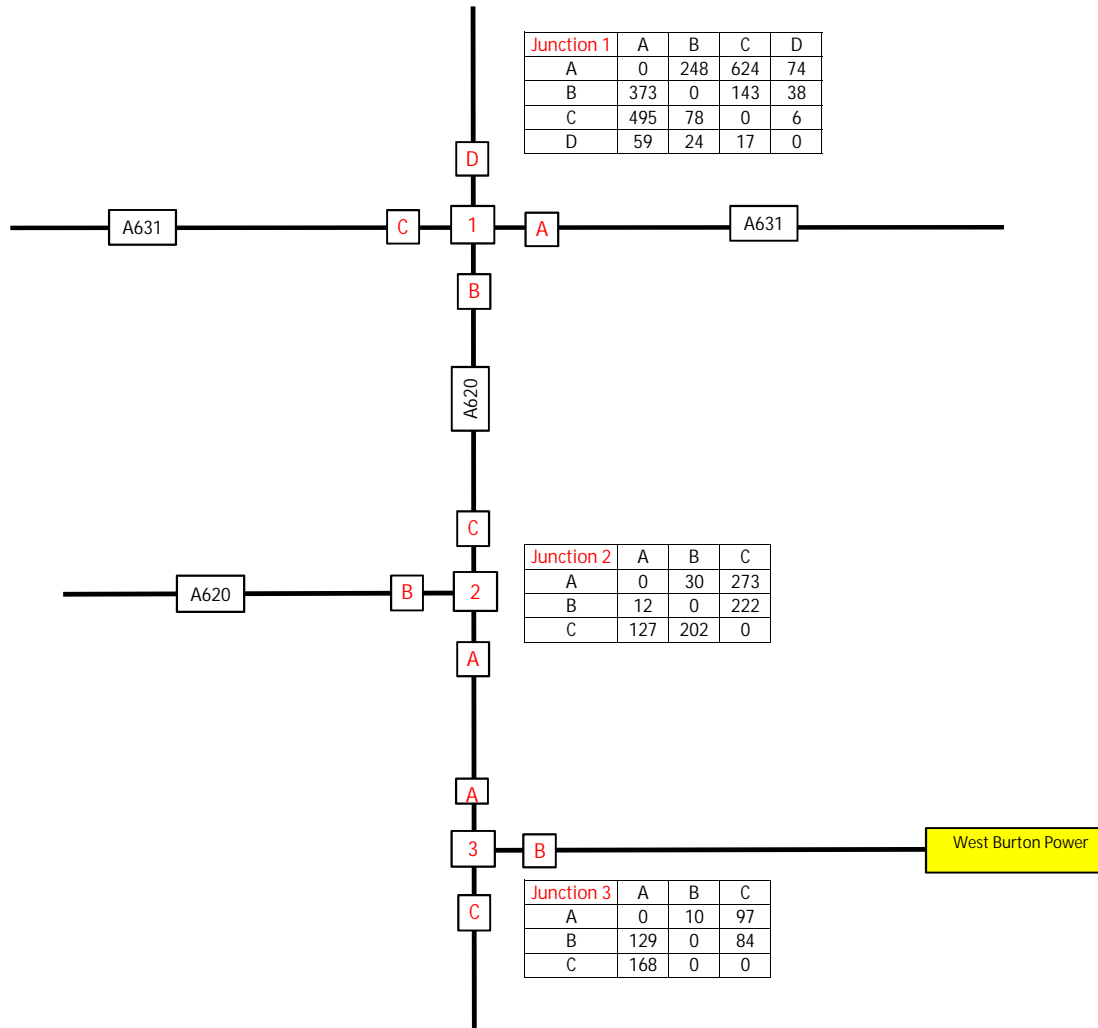 Junction 1 A B C D
A 0 248 624 74
B 373 0 143 38
C 495 78 0 6
D 59 24 17 0
D
A631 C 1 A A631
B
A620
C
Junction 2 A B C
A 0 30 273
B 12 0 222
C 127 202 0
A620 B 2
A
A
3 B West Burton Power
C
Junction 3 A B C
A 0 10 97
B 129 0 84
C 168 0 0